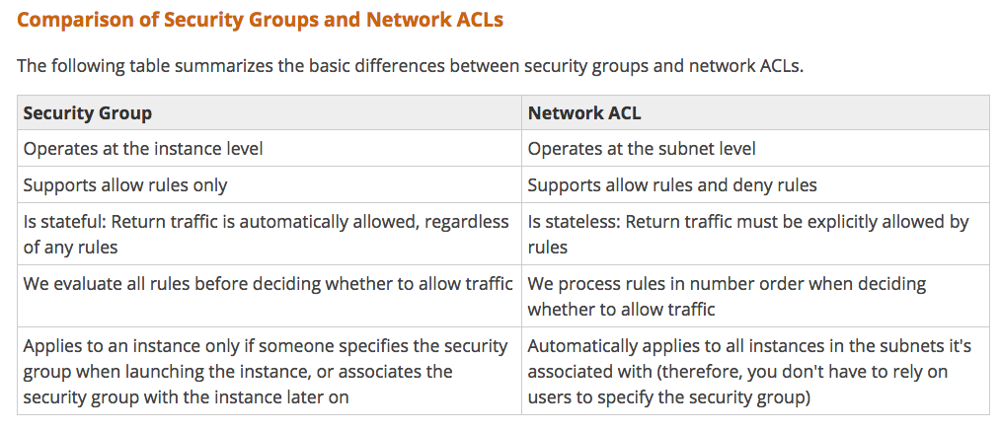 Comparison of Security Groups and Network ACLs
The following table summarizes the basic differences between security groups and network ACLs.
Security Group
Network ACL
Operates at the instance level
Operates at the subnet level
Supports allow rules only
Supports allow rules and deny rules
Is stateful: Return traffic is automatically allowed, regardless
of any rules
Is stateless: Return traffic must be explicitly allowed by
rules
We evaluate all rules before deciding whether to allow traffic
We process rules in number order when deciding
whether to allow traffic
Applies to an instance only if someone specifies the security
group when launching the instance, or associates the
security group with the instance later on
Automatically applies to all instances in the subnets it's
associated with (therefore, you don't have to rely on
users to specify the security group)